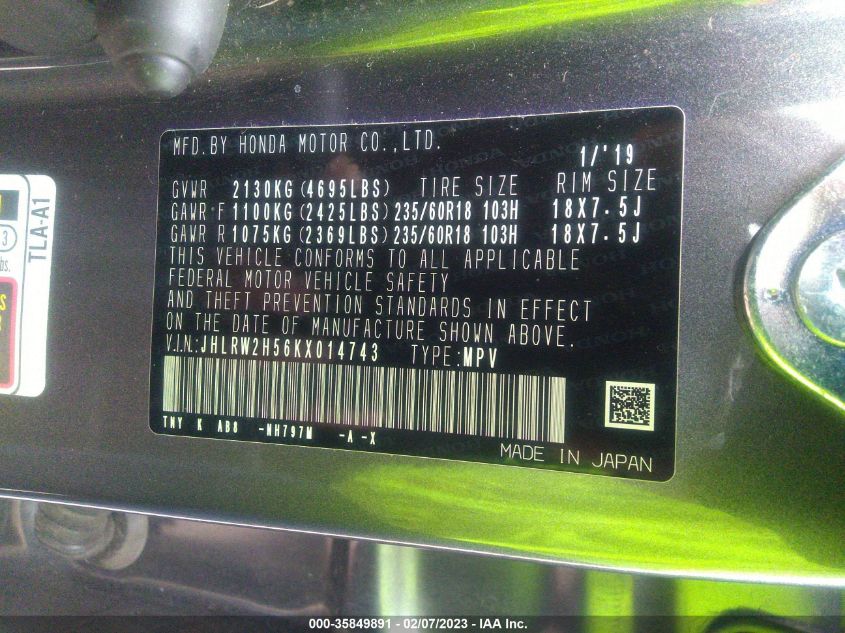 MFD.BY HONDA MOTOR CO.,LTD.
1/'19
GVWR 2130KG(4695LBS) TIRE SIZE RIM SIZE
GAWR F 1100KG(2425LBS) 235/60R18 103H 18X7.5J
GAWR R 1075KG(2369LBS) 235/60R18 103H 18X7.5J
THIS VEHICLE CONFORMS TO ALL APPLICABLE
FEDERAL MOTOR VEHICLE SAFETY
AND THEFT PREVENTION STANDARDS IN EFFECT
ON THE DATE OF MANUFACTURE SHOWN ABOVE.
V.I.N:JHLRW2H56KX014743 TYPE:MPV
TNY K AB8 -NH797M -A -X
MADE IN JAPAN
TLA-A1
3
bs.
000-35849891 - 02/07/2023 - IAA Inc.